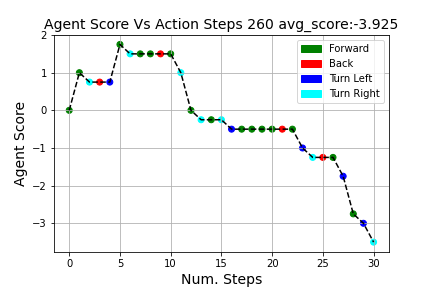 Agent Score Vs Action Steps 260 avg_score:-3.925
Forward
Back
Turn Left
Turn Right
Agent Score
2
1
0
−1
−2
−3
0 5 10 15 20 25 30
Num. Steps